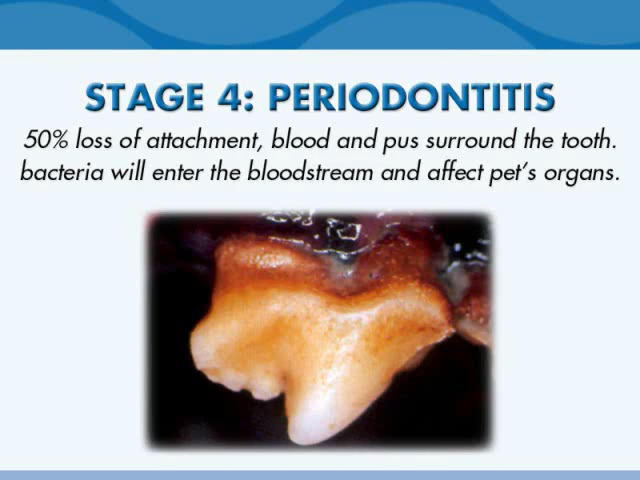 STAGE 4: PERIODONTITIS
50% loss of attachment, blood and pus surround the tooth.
bacteria will enter the bloodstream and affect pet's organs.